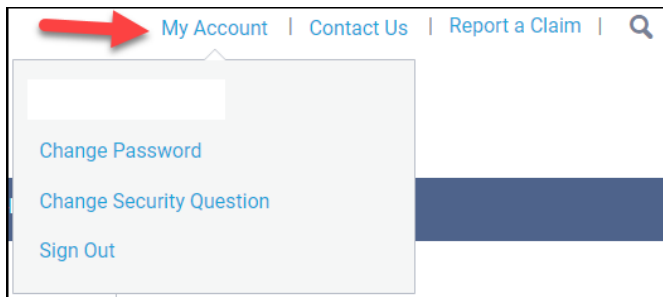 My Account | Contact Us | Report a Claim |
Change Password
Change Security Question
Sign Out